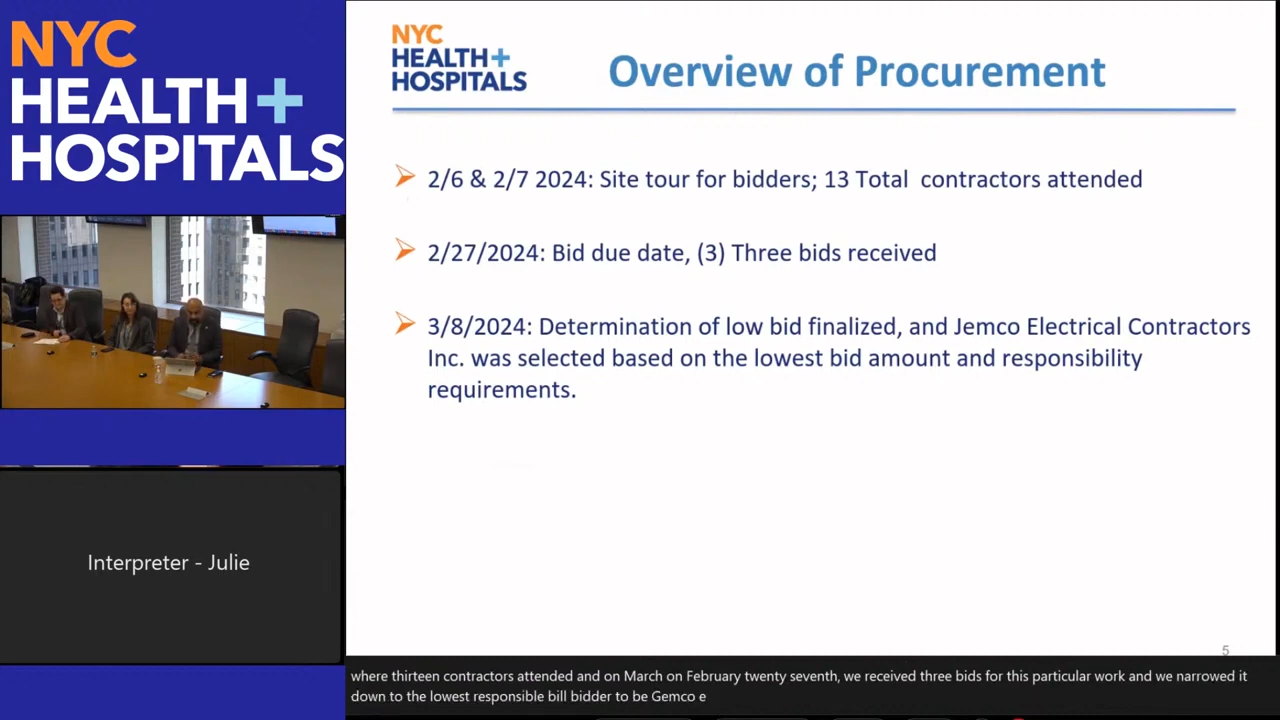 NYC
HEALTH+
HOSPITALS
NYC
HEALTH+
HOSPITALS
Overview of Procurement
2/6 & 2/7 2024: Site tour for bidders; 13 Total contractors attended
2/27/2024: Bid due date, (3) Three bids received
3/8/2024: Determination of low bid finalized, and Jemco Electrical Contractors
Inc. was selected based on the lowest bid amount and responsibility
requirements.
Interpreter - Julie
5
where thirteen contractors attended and on March on February twenty seventh, we received three bids for this particular work and we narrowed it
down to the lowest responsible bill bidder to be Gemco e